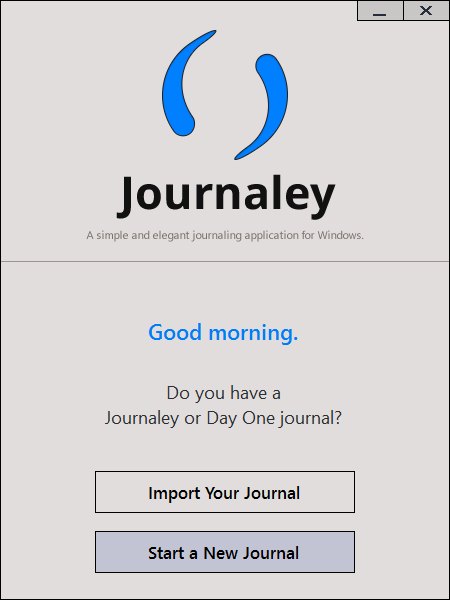 Journaley
A simple and elegant journaling application for Windows.
Good morning.
Do you have a
Journaley or Day One journal?
Import Your Journal
Start a New Journal